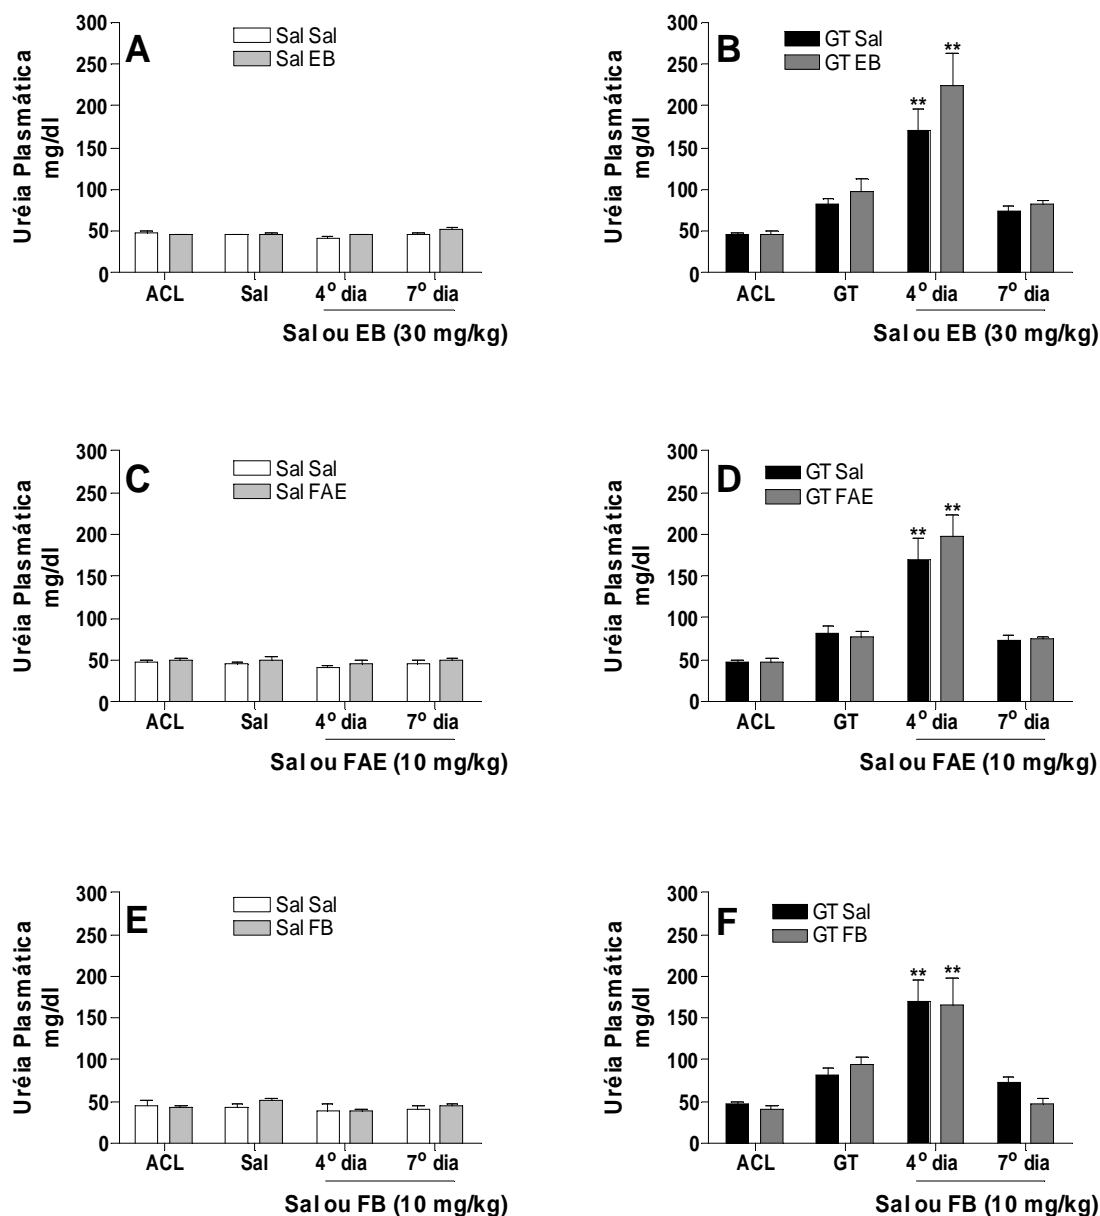 A
Sal Sal
Sal EB
Uréia Plasmática
mg/dl
300
250
200
150
100
50
0
ACL Sal 4º dia 7º dia
Sal ou EB (30 mg/kg)
B
GT Sal
GT EB
Uréia Plasmática
mg/dl
300
250
200
150
100
50
0
** **
ACL GT 4º dia 7º dia
Sal ou EB (30 mg/kg)
C
Sal Sal
Sal FAE
Uréia Plasmática
mg/dl
300
250
200
150
100
50
0
ACL Sal 4º dia 7º dia
Sal ou FAE (10 mg/kg)
D
GT Sal
GT FAE
Uréia Plasmática
mg/dl
300
250
200
150
100
50
0
** **
ACL GT 4º dia 7º dia
Sal ou FAE (10 mg/kg)
E
Sal Sal
Sal FB
Uréia Plasmática
mg/dl
300
250
200
150
100
50
0
ACL Sal 4º dia 7º dia
Sal ou FB (10 mg/kg)
F
GT Sal
GT FB
Uréia Plasmática
mg/dl
300
250
200
150
100
50
0
** **
ACL GT 4º dia 7º dia
Sal ou FB (10 mg/kg)